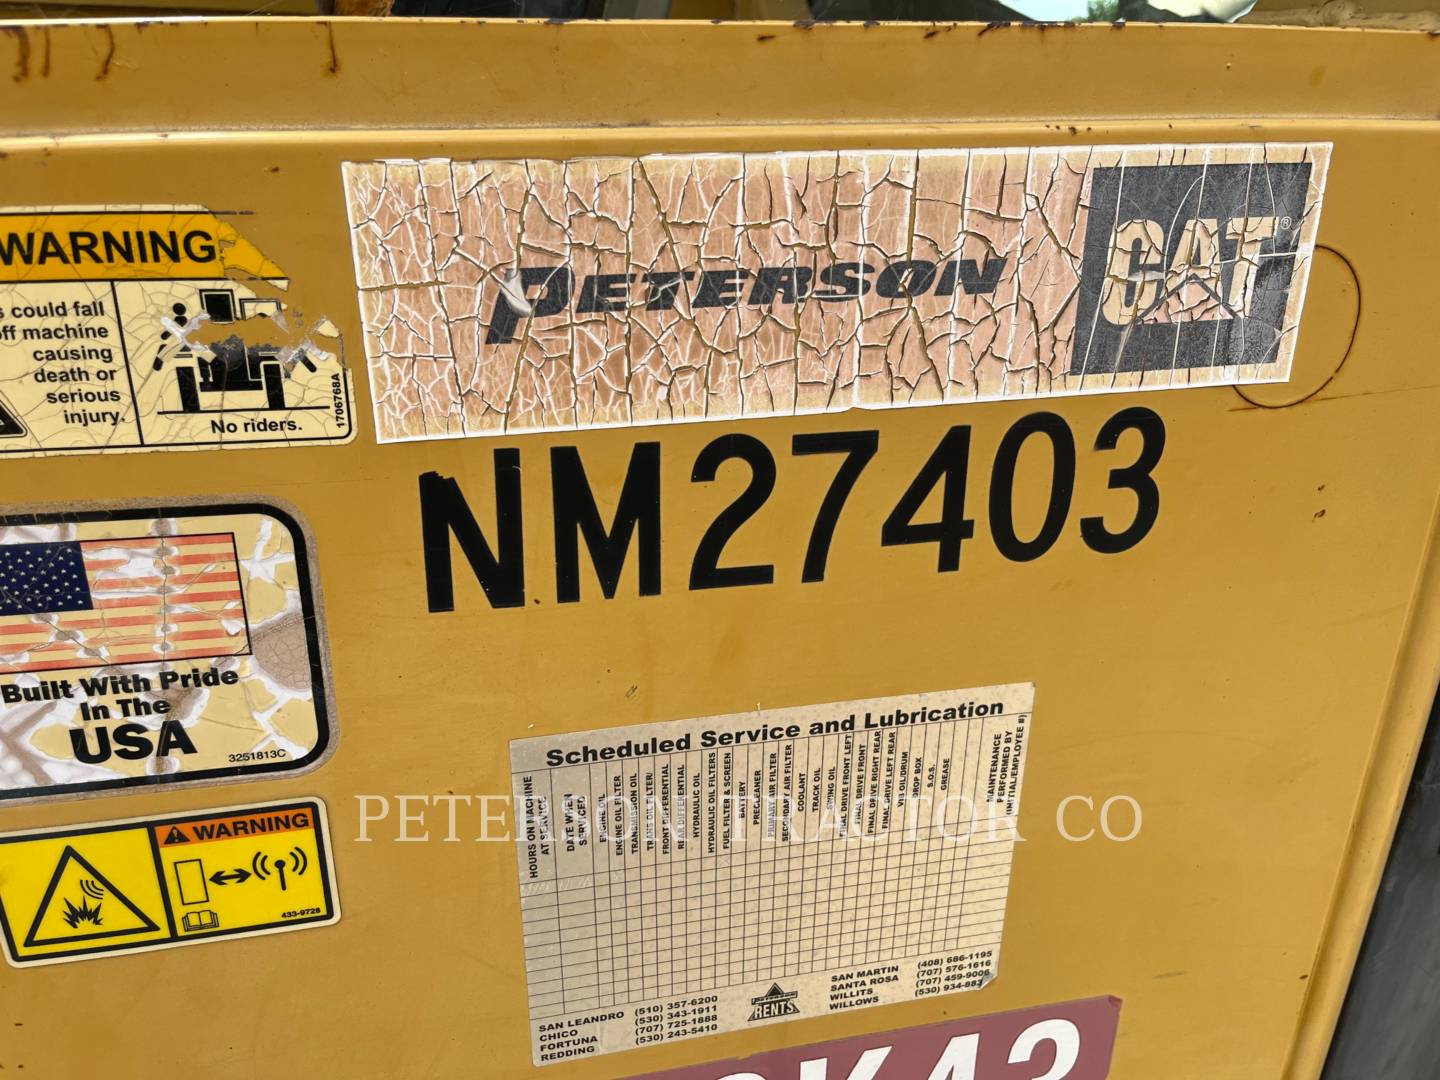 WARNING
s could fall
off machine
causing
death or
serious
injury.
No riders.
1706768A
PETERSON
CAT®
NM27403
Built With Pride
In The
USA
3251813C
WARNING
433-9728
Scheduled Service and Lubrication
HOURS ON MACHINE
AT SERVICE
DATE WHEN
SERVICED
ENGINE OIL
ENGINE OIL FILTER
TRANSMISSION OIL
TRANS OIL FILTER/
FRONT DIFFERENTIAL
REAR DIFFERENTIAL
HYDRAULIC OIL
HYDRAULIC OIL FILTERS
FUEL FILTER & SCREEN
BATTERY
PRECLEANER
PRIMARY AIR FILTER
SECONDARY AIR FILTER
COOLANT
TRACK OIL
SWING OIL
FINAL DRIVE FRONT LEFT
FINAL DRIVE FRONT
FINAL DRIVE RIGHT REAR
FINAL DRIVE LEFT REAR
VIB OIL/DRUM
DROP BOX
S.O.S.
GREASE
MAINTENANCE
PERFORMED BY
(INITIAL/EMPLOYEE #)
PETERSON TRACTOR CO
SAN LEANDRO (510) 357-6200
CHICO (530) 343-1911
FORTUNA (707) 725-1888
REDDING (530) 243-5410
PETERSON
RENTS
SAN MARTIN (408) 686-1195
SANTA ROSA (707) 576-1616
WILLITS (707) 459-9006
WILLOWS (530) 934-883
K43